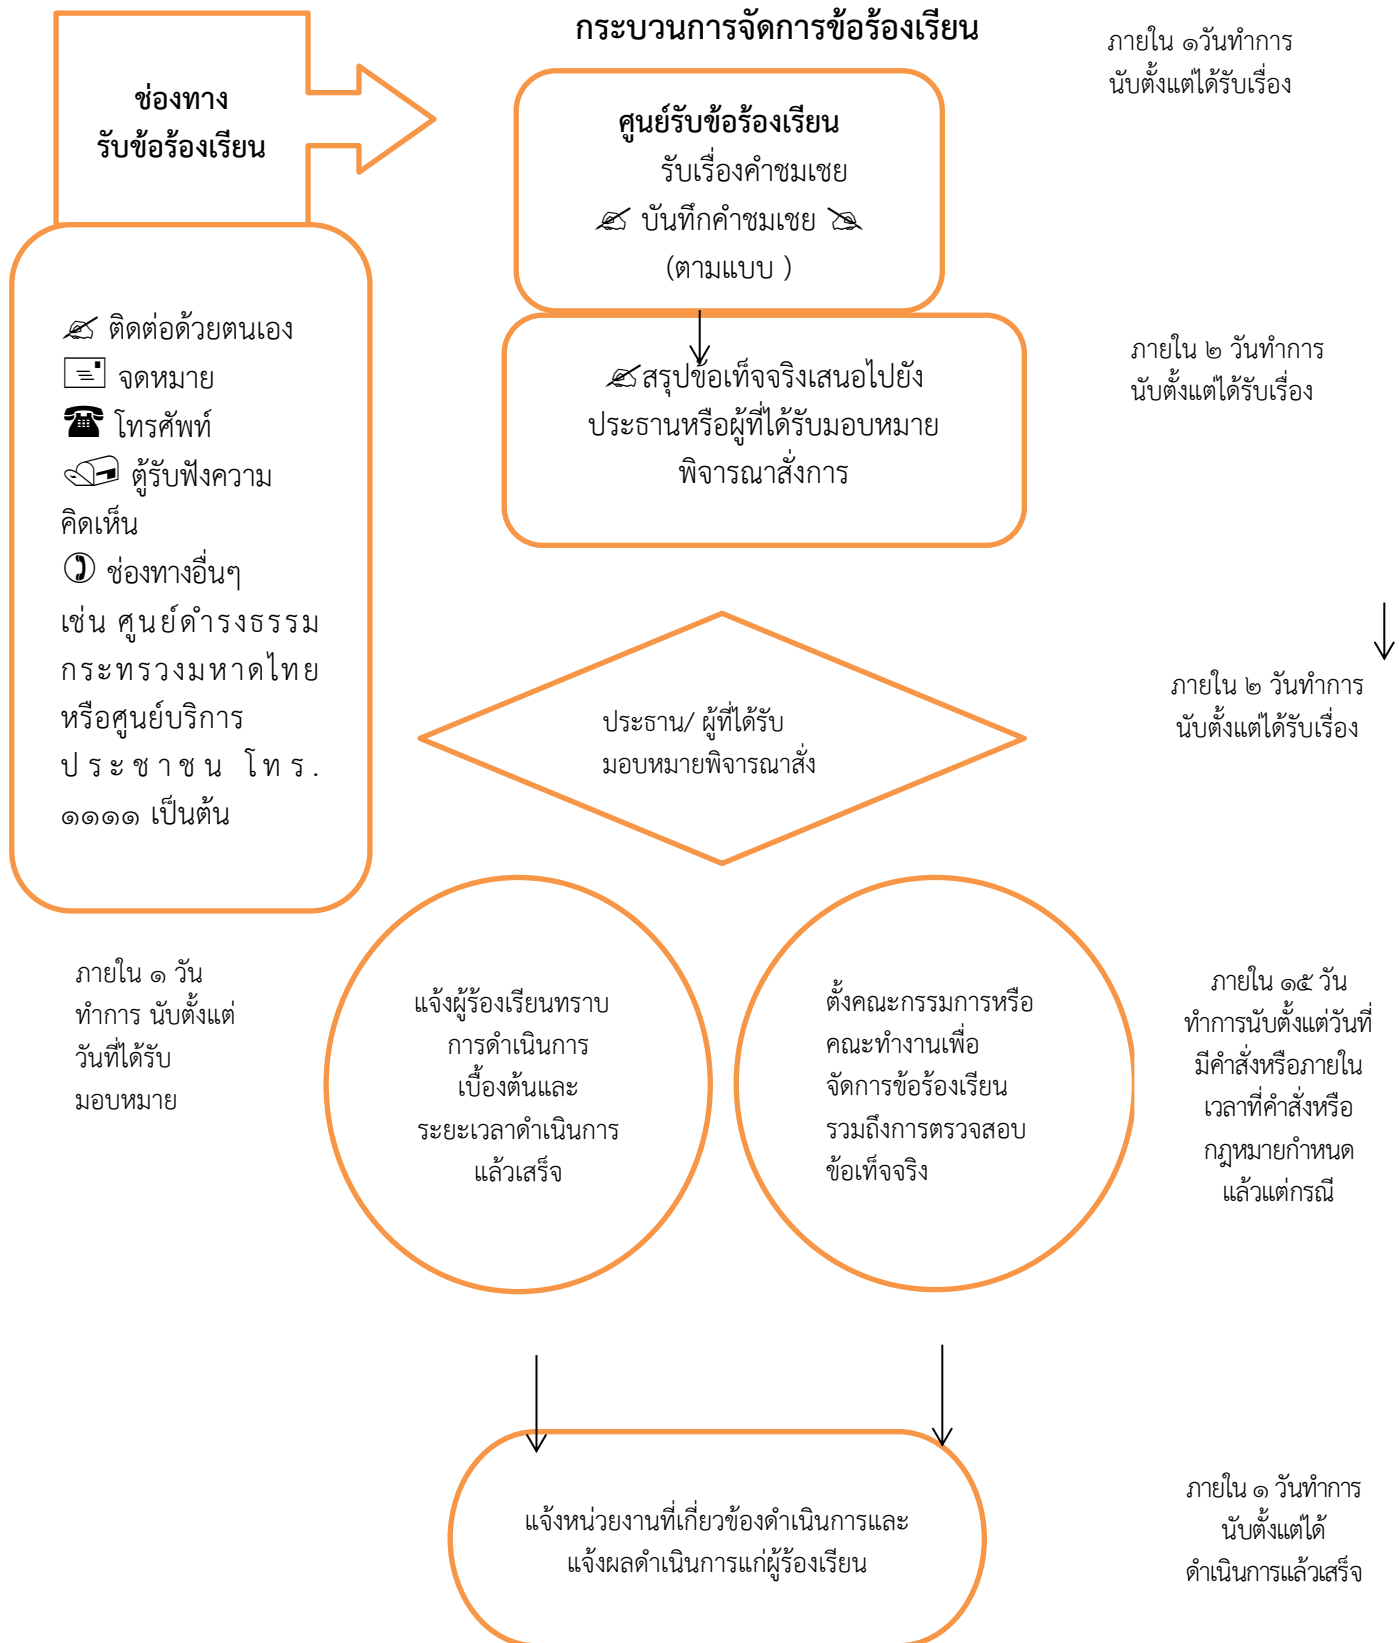 กระบวนการจัดการข้อร้องเรียน
ช่องทาง
รับข้อร้องเรียน
ศูนย์รับข้อร้องเรียน
รับเรื่องคำชมเชย
บันทึกคำชมเชย
(ตามแบบ )
ภายใน ๑วันทำการ
นับตั้งแต่ได้รับเรื่อง
ติดต่อด้วยตนเอง
จดหมาย
โทรศัพท์
ตู้รับฟังความ
คิดเห็น
ช่องทางอื่นๆ
เช่น ศูนย์ดำรงธรรม
กระทรวงมหาดไทย
หรือศูนย์บริการ
ประชาชน โทร.
๑๑๑๑ เป็นต้น
สรุปข้อเท็จจริงเสนอไปยัง
ประธานหรือผู้ที่ได้รับมอบหมาย
พิจารณาสั่งการ
ภายใน ๒ วันทำการ
นับตั้งแต่ได้รับเรื่อง
ประธาน/ ผู้ที่ได้รับ
มอบหมายพิจารณาสั่ง
ภายใน ๒ วันทำการ
นับตั้งแต่ได้รับเรื่อง
ภายใน ๑ วัน
ทำการ นับตั้งแต่
วันที่ได้รับ
มอบหมาย
แจ้งผู้ร้องเรียนทราบ
การดำเนินการ
เบื้องต้นและ
ระยะเวลาดำเนินการ
แล้วเสร็จ
ตั้งคณะกรรมการหรือ
คณะทำงานเพื่อ
จัดการข้อร้องเรียน
รวมถึงการตรวจสอบ
ข้อเท็จจริง
ภายใน ๑๕ วัน
ทำการนับตั้งแต่วันที่
มีคำสั่งหรือภายใน
เวลาที่คำสั่งหรือ
กฎหมายกำหนด
แล้วแต่กรณี
แจ้งหน่วยงานที่เกี่ยวข้องดำเนินการและ
แจ้งผลดำเนินการแก่ผู้ร้องเรียน
ภายใน ๑ วันทำการ
นับตั้งแต่ได้
ดำเนินการแล้วเสร็จ